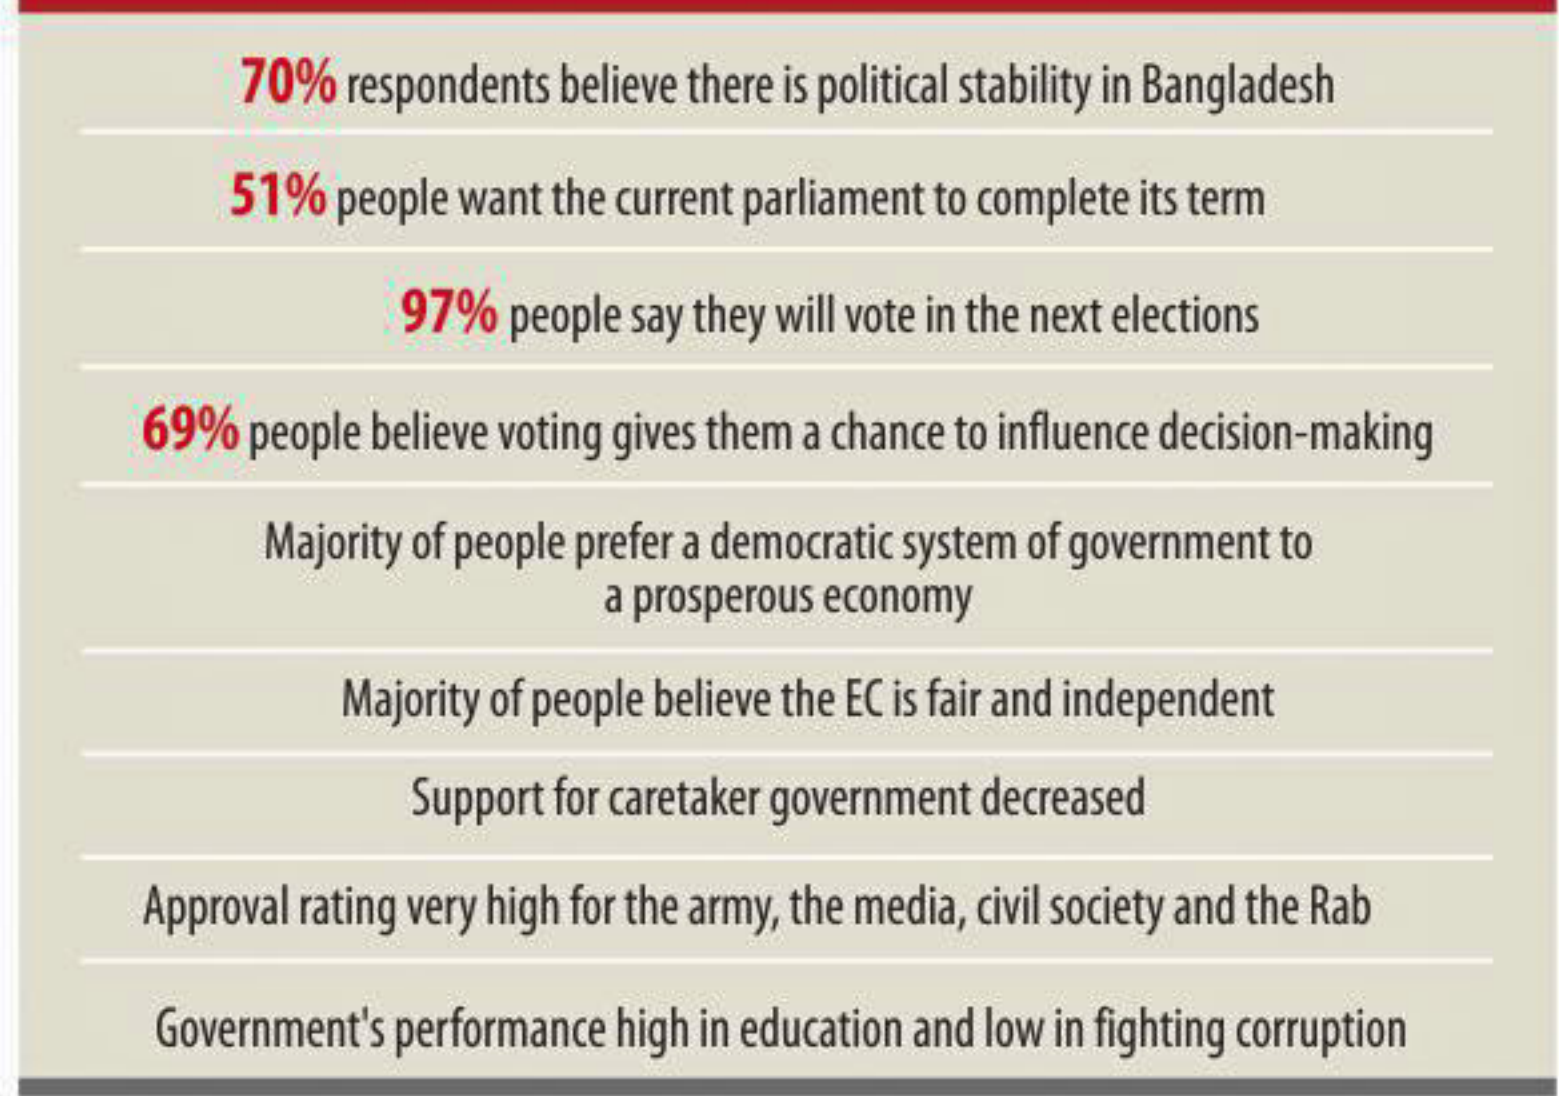 70% respondents believe there is political stability in Bangladesh
51% people want the current parliament to complete its term
97% people say they will vote in the next elections
69% people believe voting gives them a chance to influence decision-making
Majority of people prefer a democratic system of government to
a prosperous economy
Majority of people believe the EC is fair and independent
Support for caretaker government decreased
Approval rating very high for the army, the media, civil society and the Rab
Government's performance high in education and low in fighting corruption